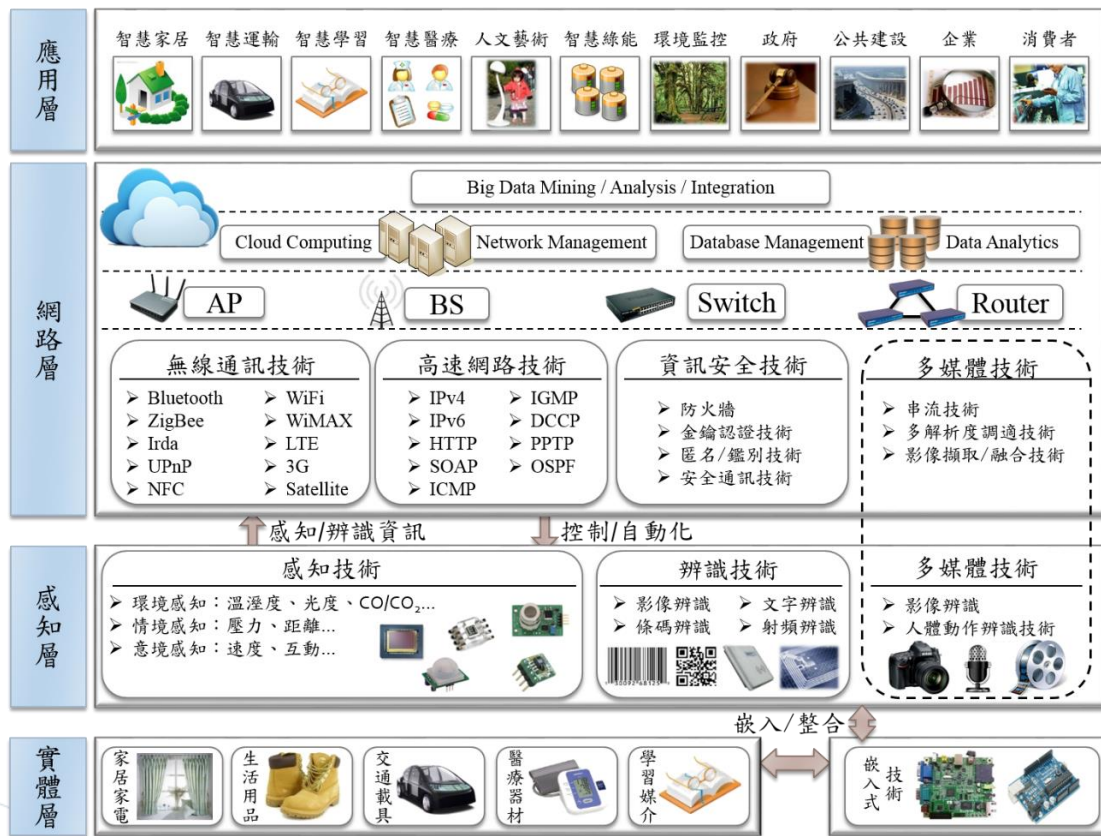 應用層
智慧家居 智慧運輸 智慧學習 智慧醫療 人文藝術 智慧綠能 環境監控 政府 公共建設 企業 消費者
網路層
Big Data Mining / Analysis / Integration
Cloud Computing Network Management Database Management Data Analytics
AP BS Switch Router
無線通訊技術
➢ Bluetooth ➢ WiFi
➢ ZigBee ➢ WiMAX
➢ Irda ➢ LTE
➢ UPnP ➢ 3G
➢ NFC ➢ Satellite
高速網路技術
➢ IPv4 ➢ IGMP
➢ IPv6 ➢ DCCP
➢ HTTP ➢ PPTP
➢ SOAP ➢ OSPF
➢ ICMP
資訊安全技術
➢ 防火牆
➢ 金鑰認證技術
➢ 匿名/鑑別技術
➢ 安全通訊技術
多媒體技術
➢ 串流技術
➢ 多解析度調適技術
➢ 影像擷取/融合技術
感知/辨識資訊 控制/自動化
感知層
感知技術
➢ 環境感知：溫溼度、光度、CO/CO₂...
➢ 情境感知：壓力、距離...
➢ 意境感知：速度、互動...
辨識技術
➢ 影像辨識 ➢ 文字辨識
➢ 條碼辨識 ➢ 射頻辨識
多媒體技術
➢ 影像辨識
➢ 人體動作辨識技術
嵌入/整合
實體層
家居家電
生活用品
交通載具
醫療器材
學習媒介
嵌入式
技術